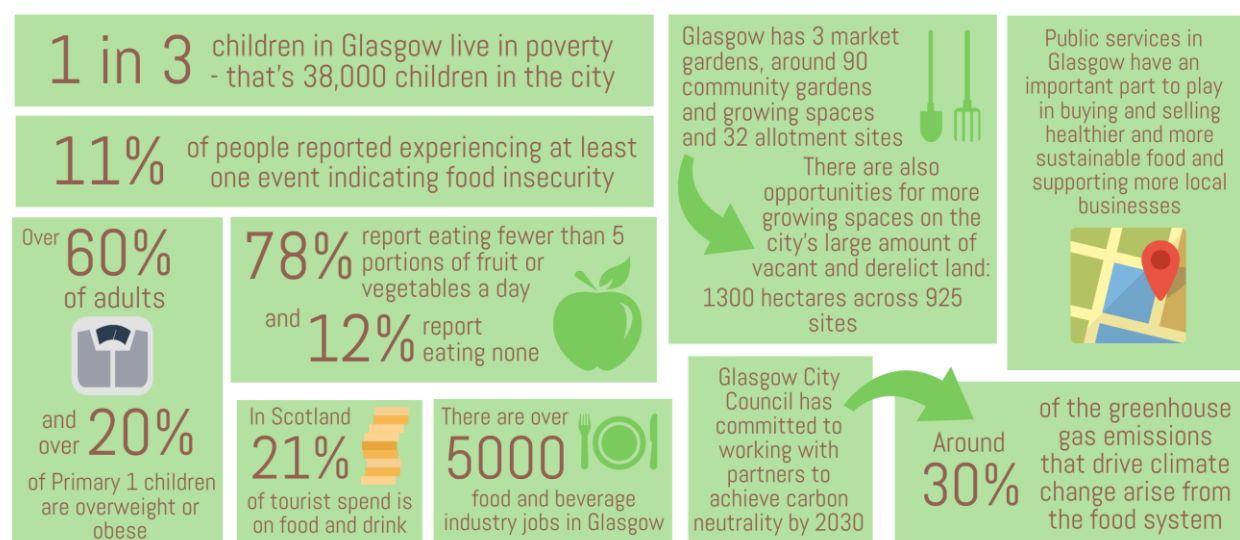 1 in 3
children in Glasgow live in poverty
- that's 38,000 children in the city
11%
of people reported experiencing at least
one event indicating food insecurity
Over 60%
of adults
and
over 20%
of Primary 1 children
are overweight or
obese
78% report eating fewer than 5
portions of fruit or
vegetables a day
and 12% report
eating none
In Scotland
21%
of tourist spend is
on food and drink
There are over
5000
food and beverage
industry jobs in Glasgow
Glasgow has 3 market
gardens, around 90
community gardens
and growing spaces
and 32 allotment sites
There are also
opportunities for more
growing spaces on the
city's large amount of
vacant and derelict land:
1300 hectares across 925
sites
Public services in
Glasgow have an
important part to play
in buying and selling
healthier and more
sustainable food and
supporting more local
businesses
Glasgow City
Council has
committed to
working with
partners to
achieve carbon
neutrality by 2030
Around
30%
of the greenhouse
gas emissions
that drive climate
change arise from
the food system